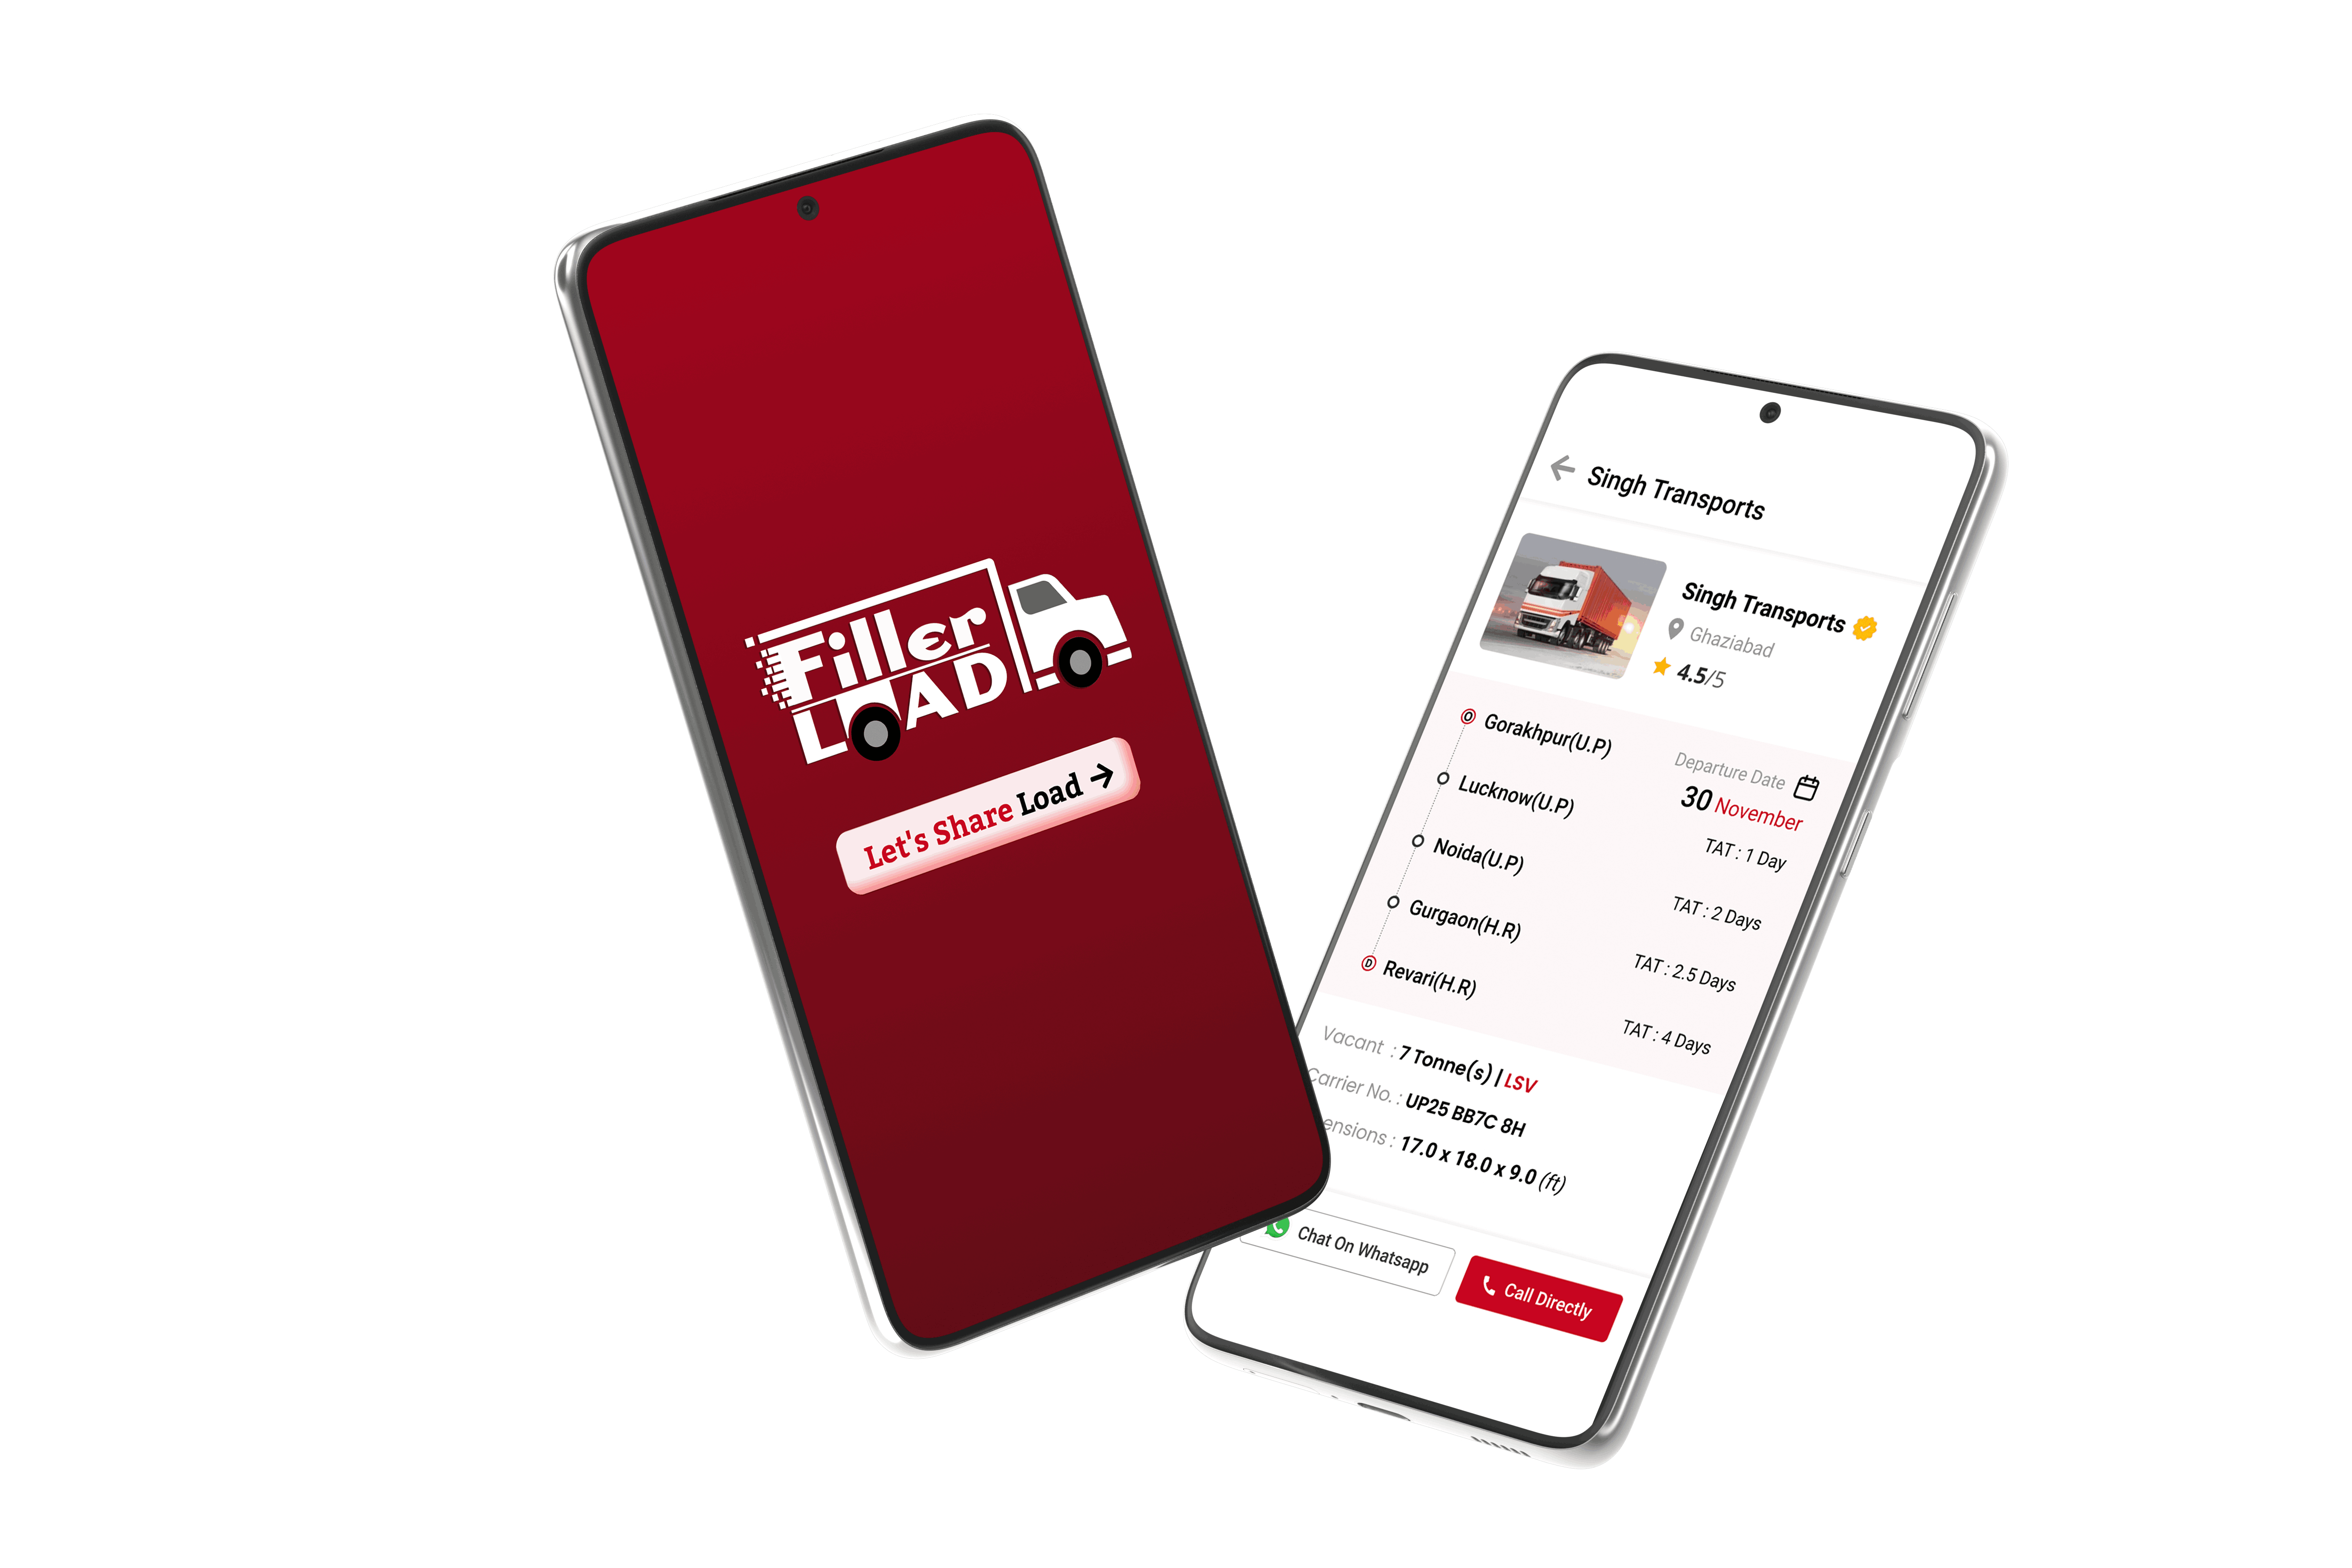 Filler
LOAD
Let's Share Load →
Singh Transports
Singh Transports
Ghaziabad
4.5/5
O Gorakhpur(U.P)
Departure Date
30 November
Lucknow(U.P)
TAT : 1 Day
Noida(U.P)
TAT : 2 Days
Gurgaon(H.R)
TAT : 2.5 Days
D Revari(H.R)
TAT : 4 Days
Vacant : 7 Tonne(s) | LSV
Carrier No. : UP25 BB7C 8H
ensions : 17.0 x 18.0 x 9.0 (ft)
Chat On Whatsapp
Call Directly